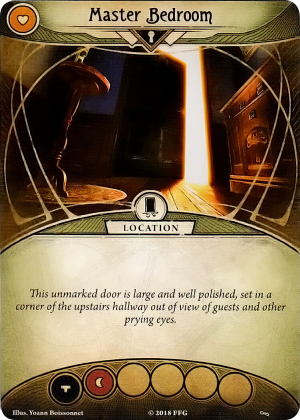 Master Bedroom
LOCATION
This unmarked door is large and well polished, set in a
corner of the upstairs hallway out of view of guests and other
prying eyes.
Illus. Yoann Boissonnet
© 2018 FFG